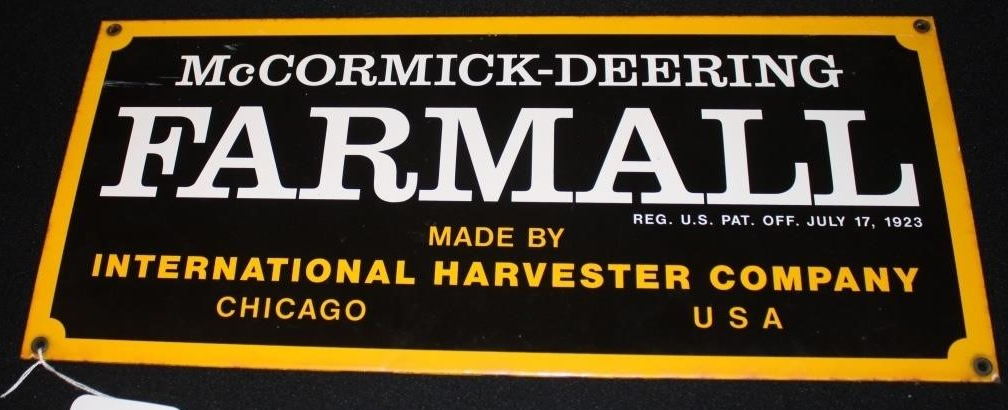 McCORMICK-DEERING
FARMALL
REG. U.S. PAT. OFF. JULY 17, 1923
MADE BY
INTERNATIONAL HARVESTER COMPANY
CHICAGO USA